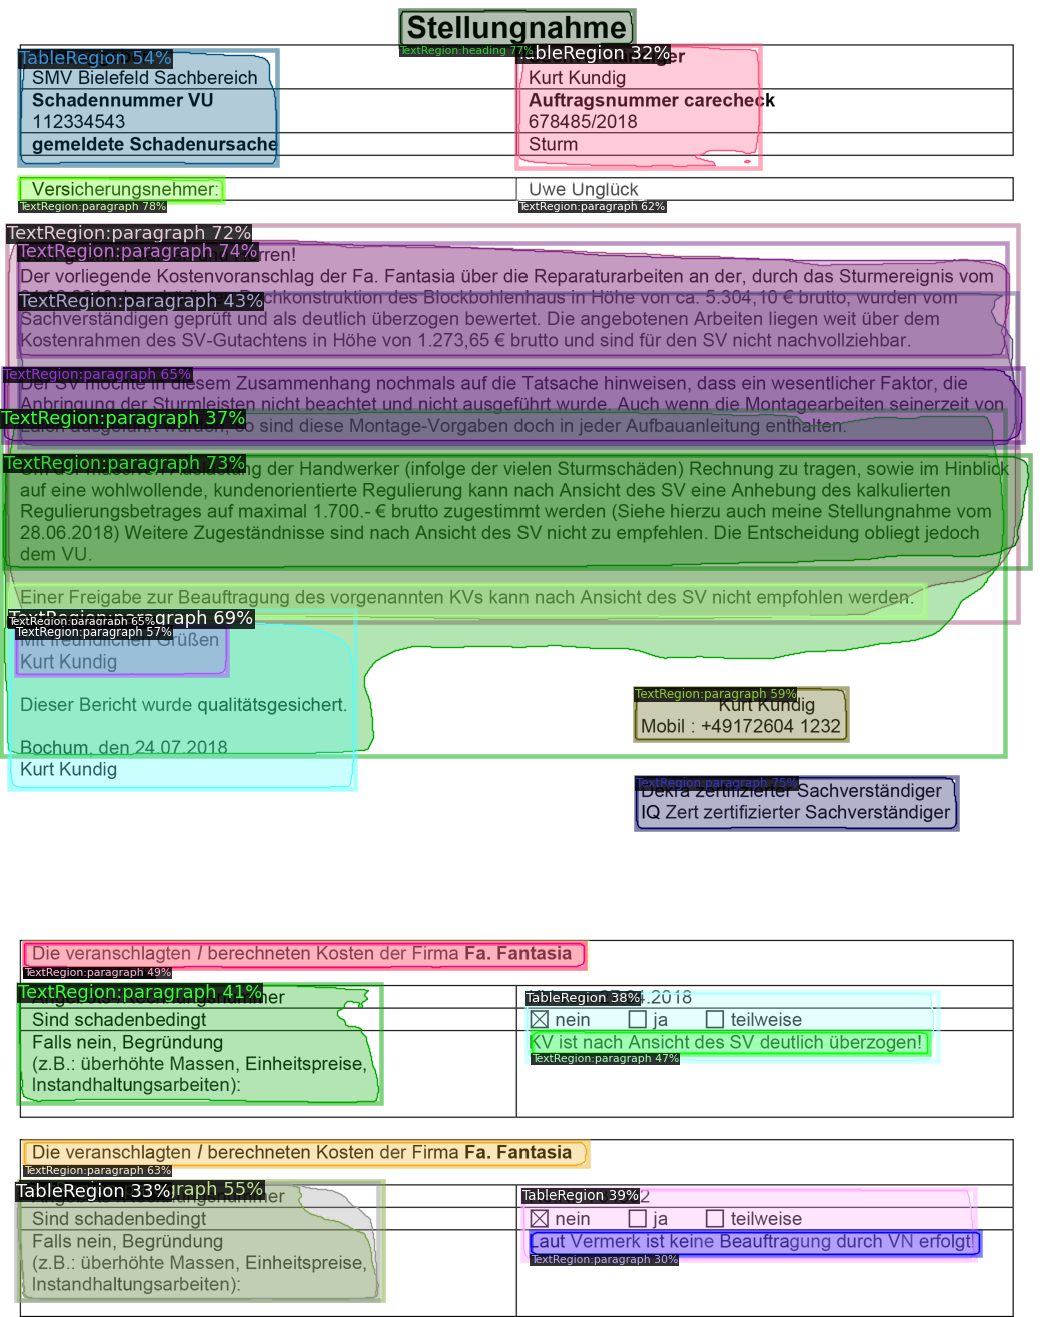 Stellungnahme
TextRegion:heading 77%
TableRegion 54%
TableRegion 32%
SMV Bielefeld Sachbereich
Kurt Kundig
Schadennummer VU
Auftragsnummer carecheck
112334543
678485/2018
gemeldete Schadenursache
Sturm
Versicherungsnehmer:
Uwe Unglück
TextRegion:paragraph 78%
TextRegion:paragraph 62%
TextRegion:paragraph 72%
TextRegion:paragraph 74%
Der vorliegende Kostenvoranschlag der Fa. Fantasia über die Reparaturarbeiten an der, durch das Sturmereignis vom
TextRegion:paragraph 43%
des Blockbohlenhaus in Höhe von ca. 5.304,10 € brutto, wurden vom
Sachverständigen geprüft und als deutlich überzogen bewertet. Die angebotenen Arbeiten liegen weit über dem
Kostenrahmen des SV-Gutachtens in Höhe von 1.273,65 € brutto und sind für den SV nicht nachvollziehbar.
TextRegion:paragraph 65%
Der SV möchte in diesem Zusammenhang nochmals auf die Tatsache hinweisen, dass ein wesentlicher Faktor, die
Anbringung der Sturmleisten nicht beachtet und nicht ausgeführt wurde. Auch wenn die Montagearbeiten seinerzeit von
TextRegion:paragraph 37%
so sind diese Montage-Vorgaben doch in jeder Aufbauanleitung enthalten.
TextRegion:paragraph 73%
der Handwerker (infolge der vielen Sturmschäden) Rechnung zu tragen, sowie im Hinblick
auf eine wohlwollende, kundenorientierte Regulierung kann nach Ansicht des SV eine Anhebung des kalkulierten
Regulierungsbetrages auf maximal 1.700.- € brutto zugestimmt werden (Siehe hierzu auch meine Stellungnahme vom
28.06.2018) Weitere Zugeständnisse sind nach Ansicht des SV nicht zu empfehlen. Die Entscheidung obliegt jedoch
dem VU.
Einer Freigabe zur Beauftragung des vorgenannten KVs kann nach Ansicht des SV nicht empfohlen werden.
TextRegion:paragraph 69%
TextRegion:paragraph 65%
TextRegion:paragraph 57%
Mit freundlichen Grüßen
Kurt Kundig
Dieser Bericht wurde qualitätsgesichert.
TextRegion:paragraph 59%
Kurt Kundig
Mobil : +49172604 1232
Bochum, den 24.07.2018
Kurt Kundig
TextRegion:paragraph 75%
Dekra zertifizierter Sachverständiger
IQ Zert zertifizierter Sachverständiger
Die veranschlagten / berechneten Kosten der Firma Fa. Fantasia
TextRegion:paragraph 49%
TextRegion:paragraph 41%
TableRegion 38%
.2018
Sind schadenbedingt
nein ja teilweise
Falls nein, Begründung
(z.B.: überhöhte Massen, Einheitspreise,
Instandhaltungsarbeiten):
KV ist nach Ansicht des SV deutlich überzogen!
TextRegion:paragraph 47%
Die veranschlagten / berechneten Kosten der Firma Fa. Fantasia
TextRegion:paragraph 63%
TableRegion 33%
55%
TableRegion 39%
Sind schadenbedingt
nein ja teilweise
Falls nein, Begründung
(z.B.: überhöhte Massen, Einheitspreise,
Instandhaltungsarbeiten):
Laut Vermerk ist keine Beauftragung durch VN erfolgt!
TextRegion:paragraph 30%